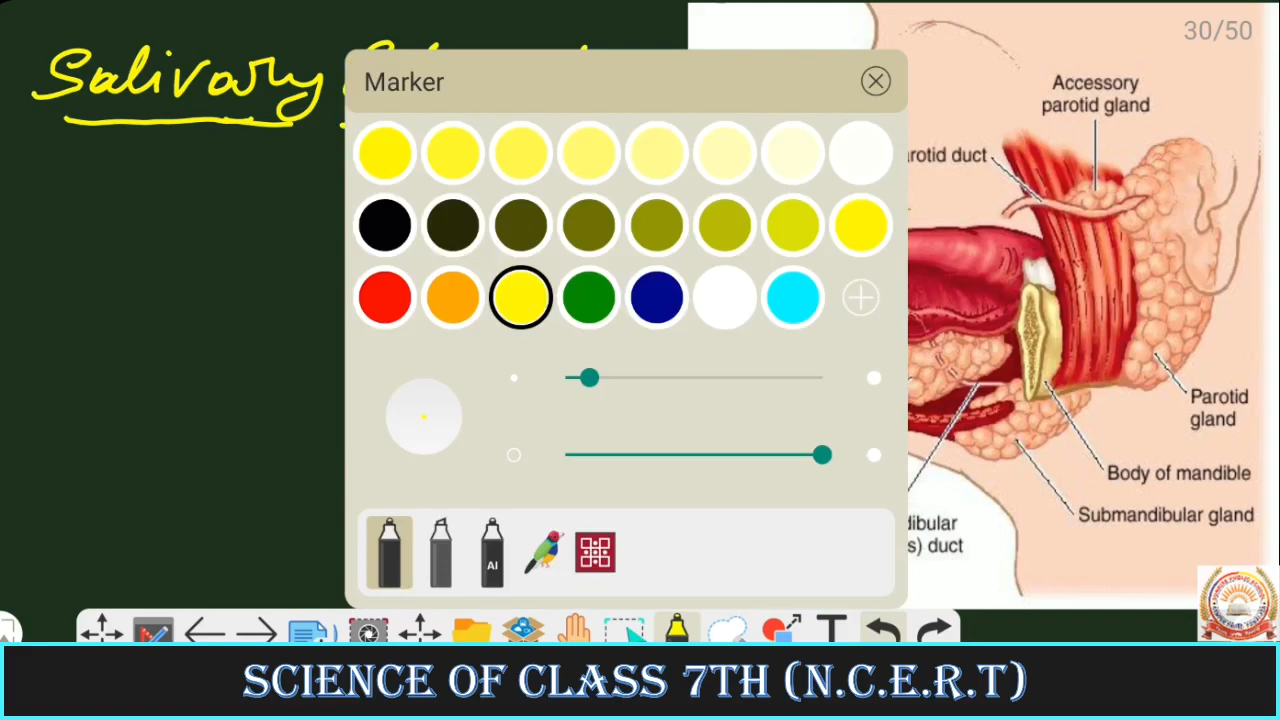 30/50
Salivary
Marker
Accessory
parotid gland
arotid duct
Parotid
gland
Body of mandible
Submandibular gland
dibular
s) duct
AI
T
SCIENCE OF CLASS 7TH (N.C.E.R.T)